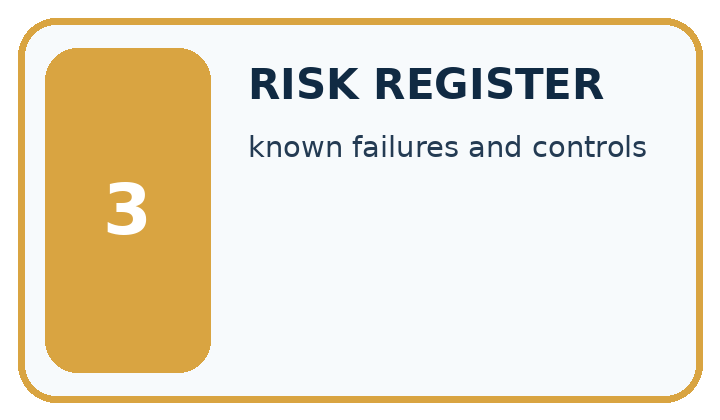 3
RISK REGISTER
known failures and controls